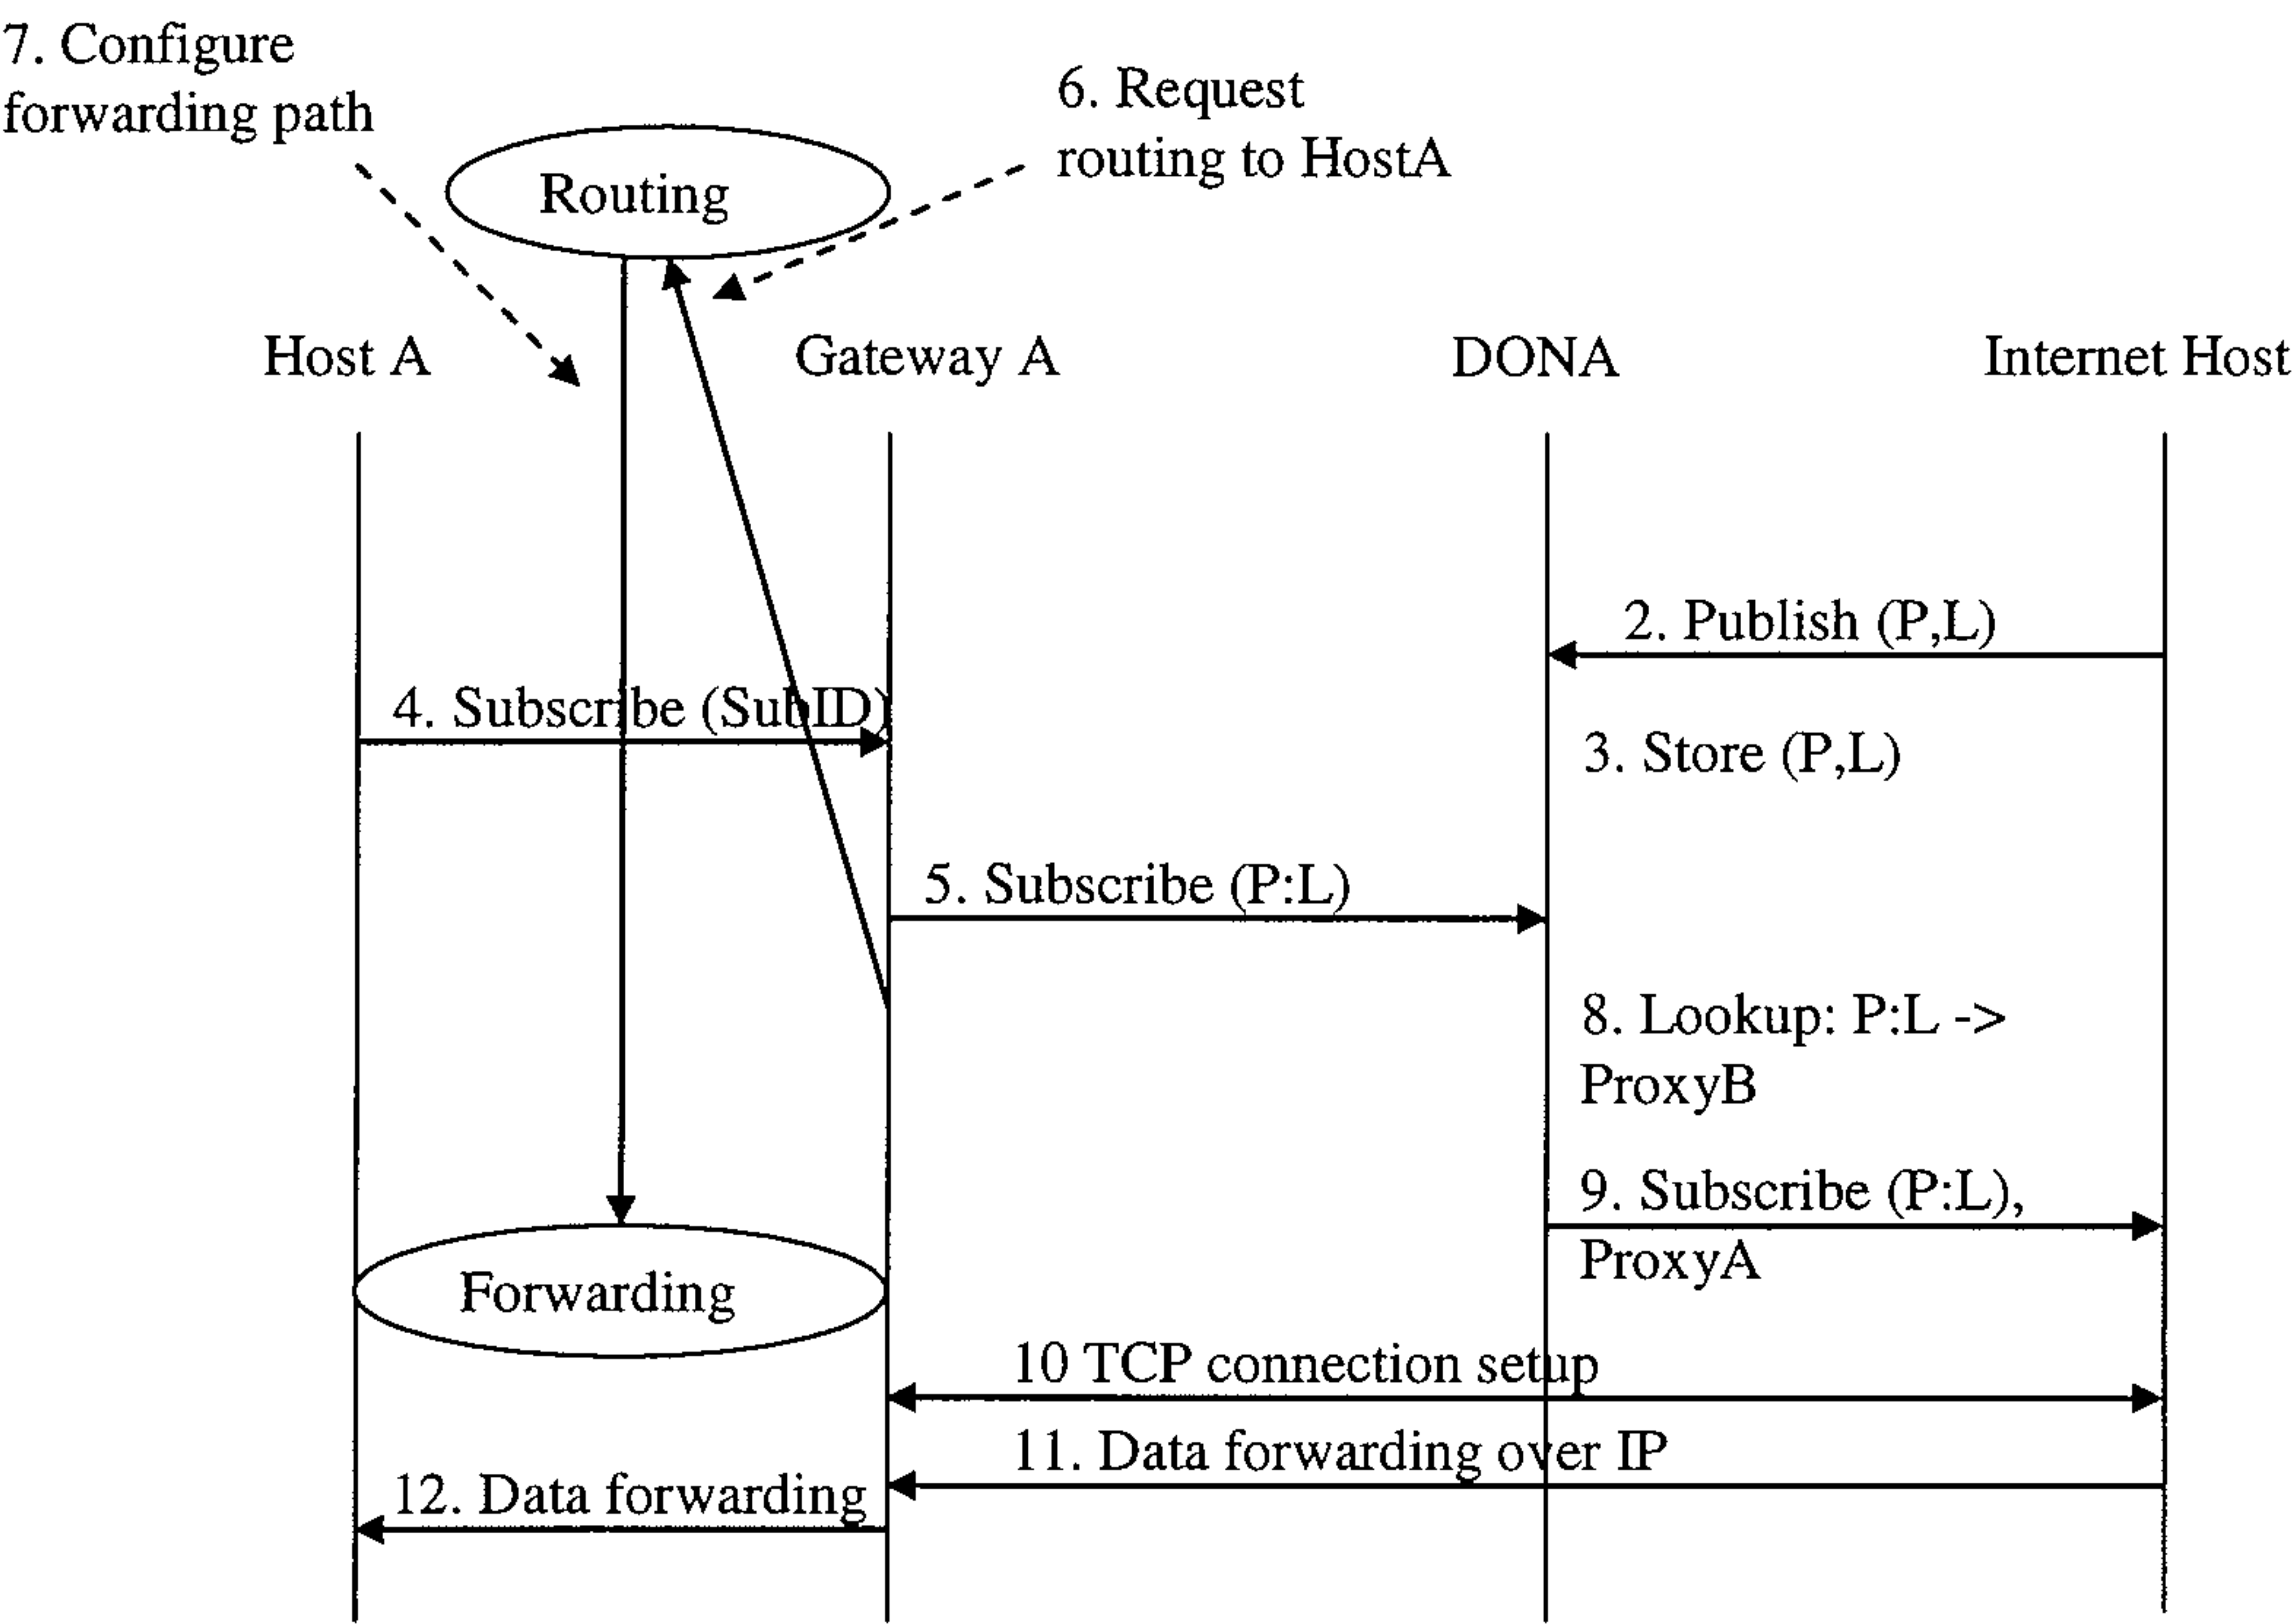 7. Configure
forwarding path
6. Request
routing to HostA
Routing
Host A
Gateway A
DONA
Internet Host
2. Publish (P,L)
4. Subscribe (SubID)
3. Store (P,L)
5. Subscribe (P:L)
8. Lookup: P:L ->
ProxyB
9. Subscribe (P:L),
ProxyA
Forwarding
10 TCP connection setup
11. Data forwarding over IP
12. Data forwarding